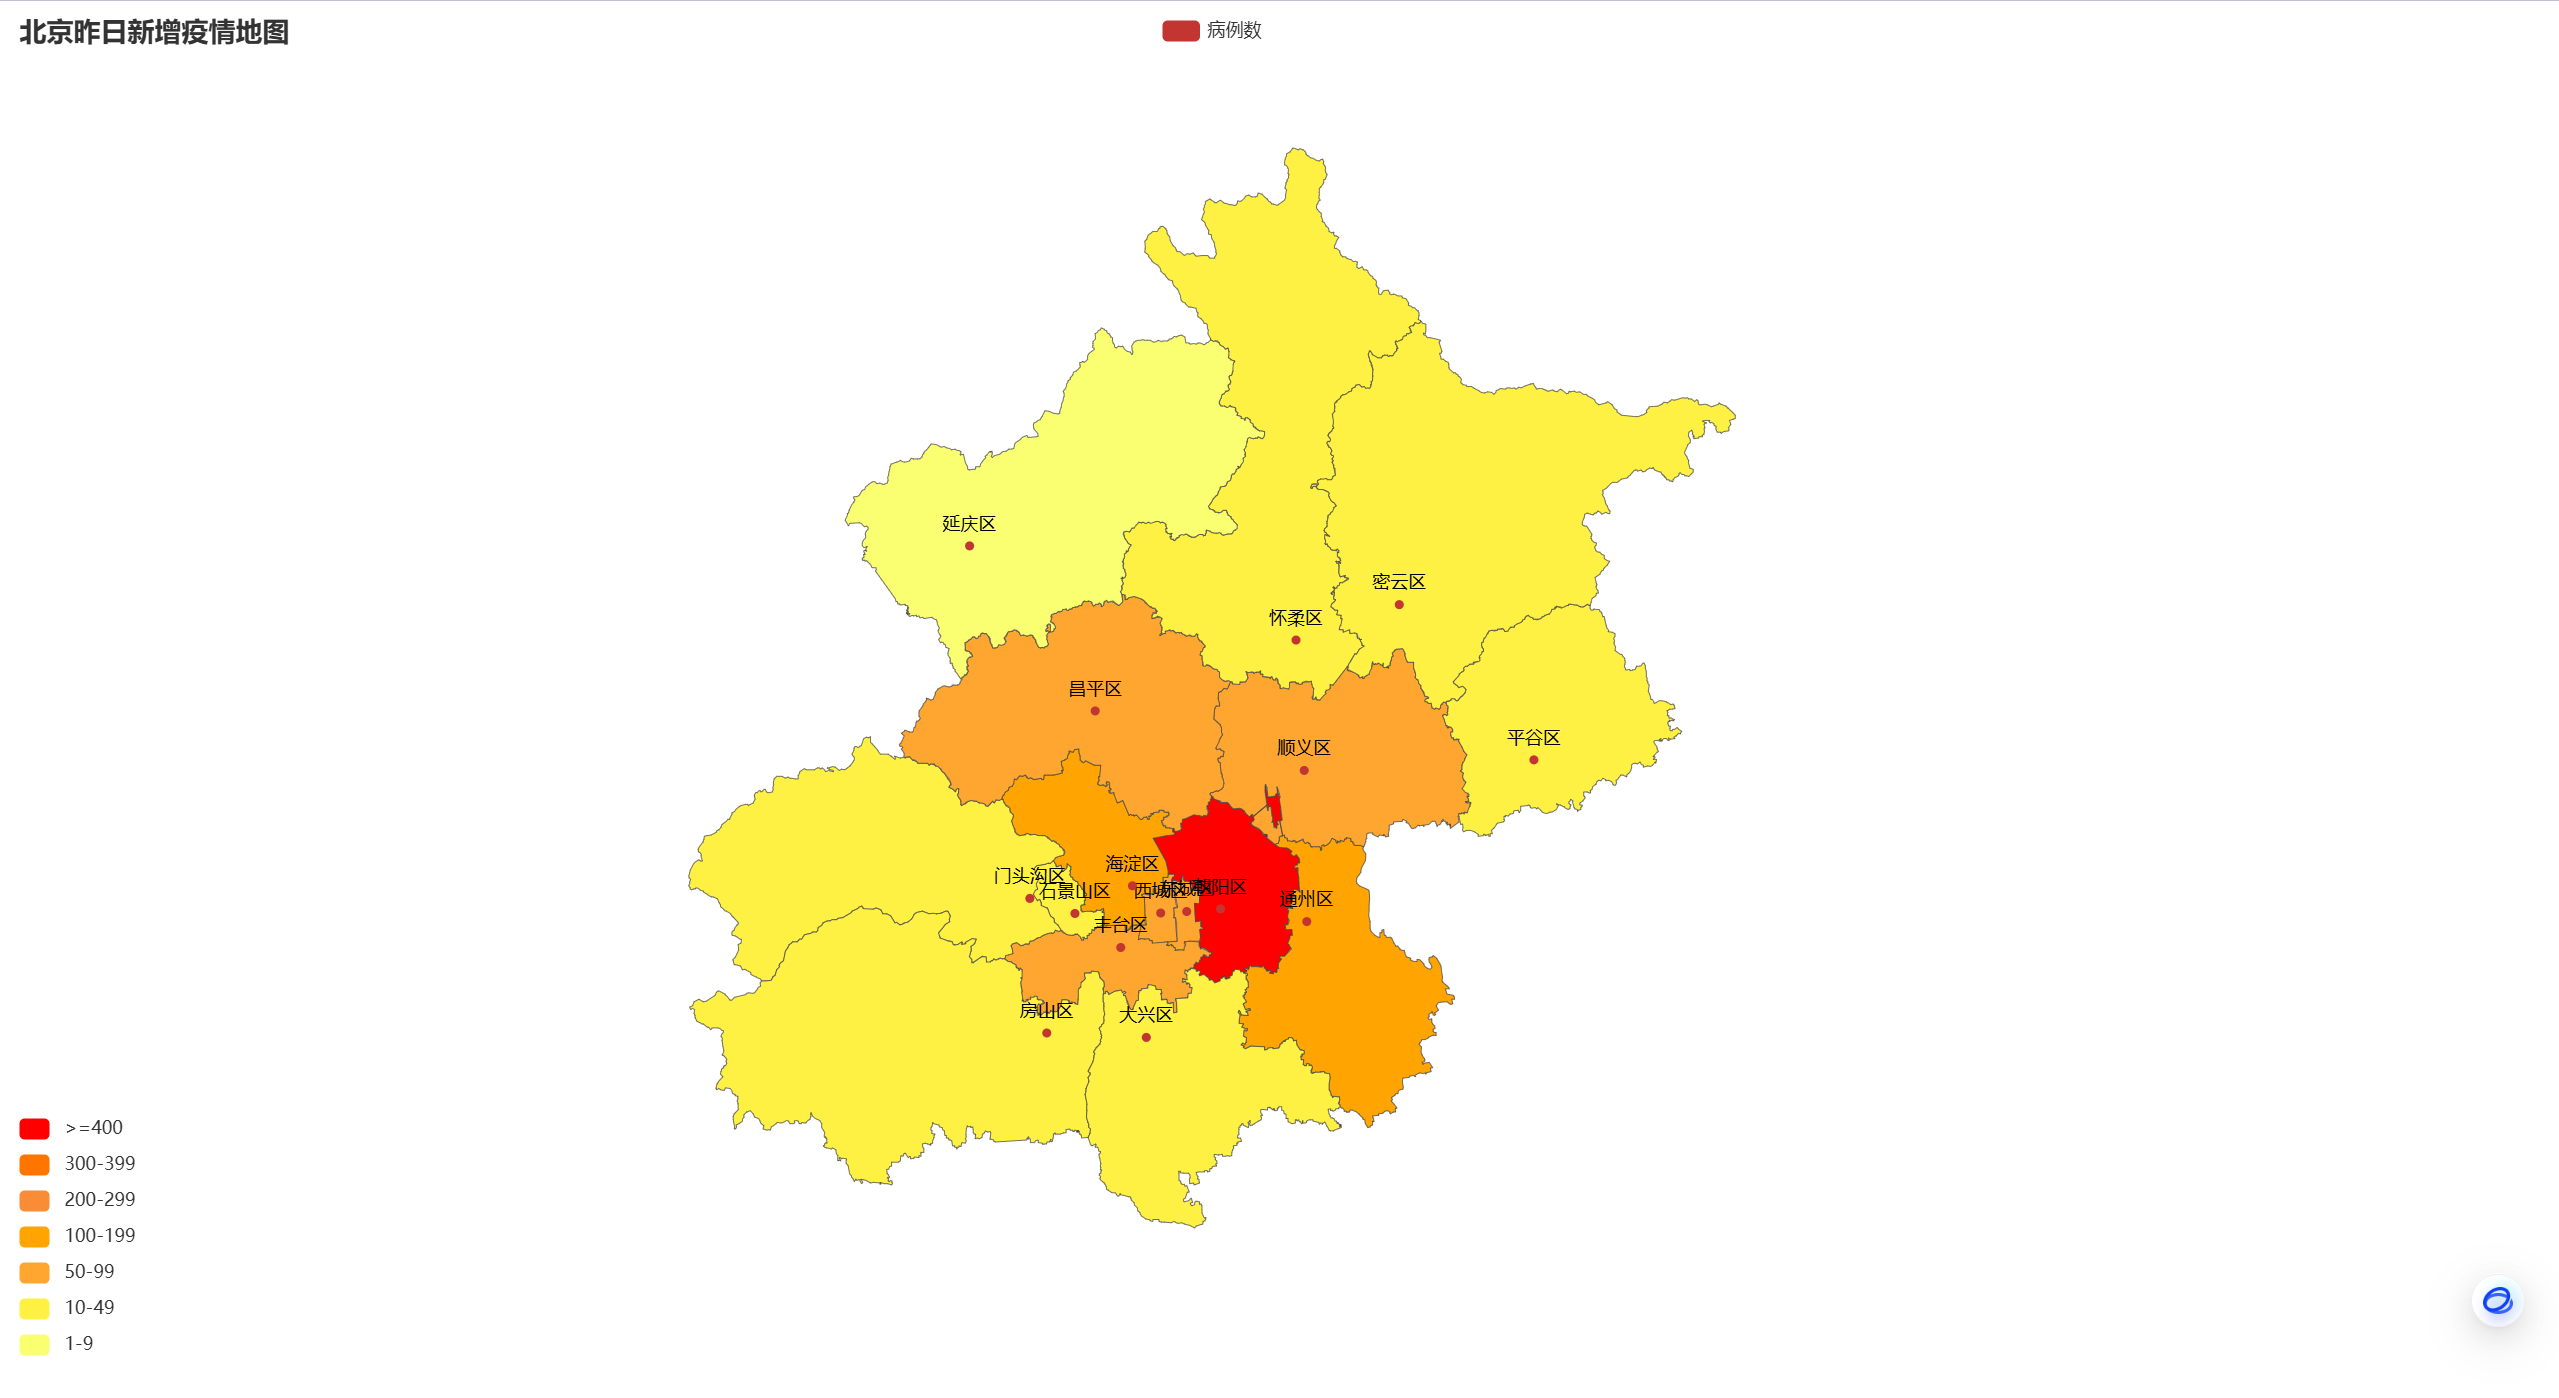 北京昨日新增疫情地图
病例数
延庆区
密云区
怀柔区
昌平区
平谷区
顺义区
海淀区
门头沟区
石景山区
西城区
东城区
朝阳区
通州区
丰台区
房山区
大兴区
>=400
300-399
200-299
100-199
50-99
10-49
1-9